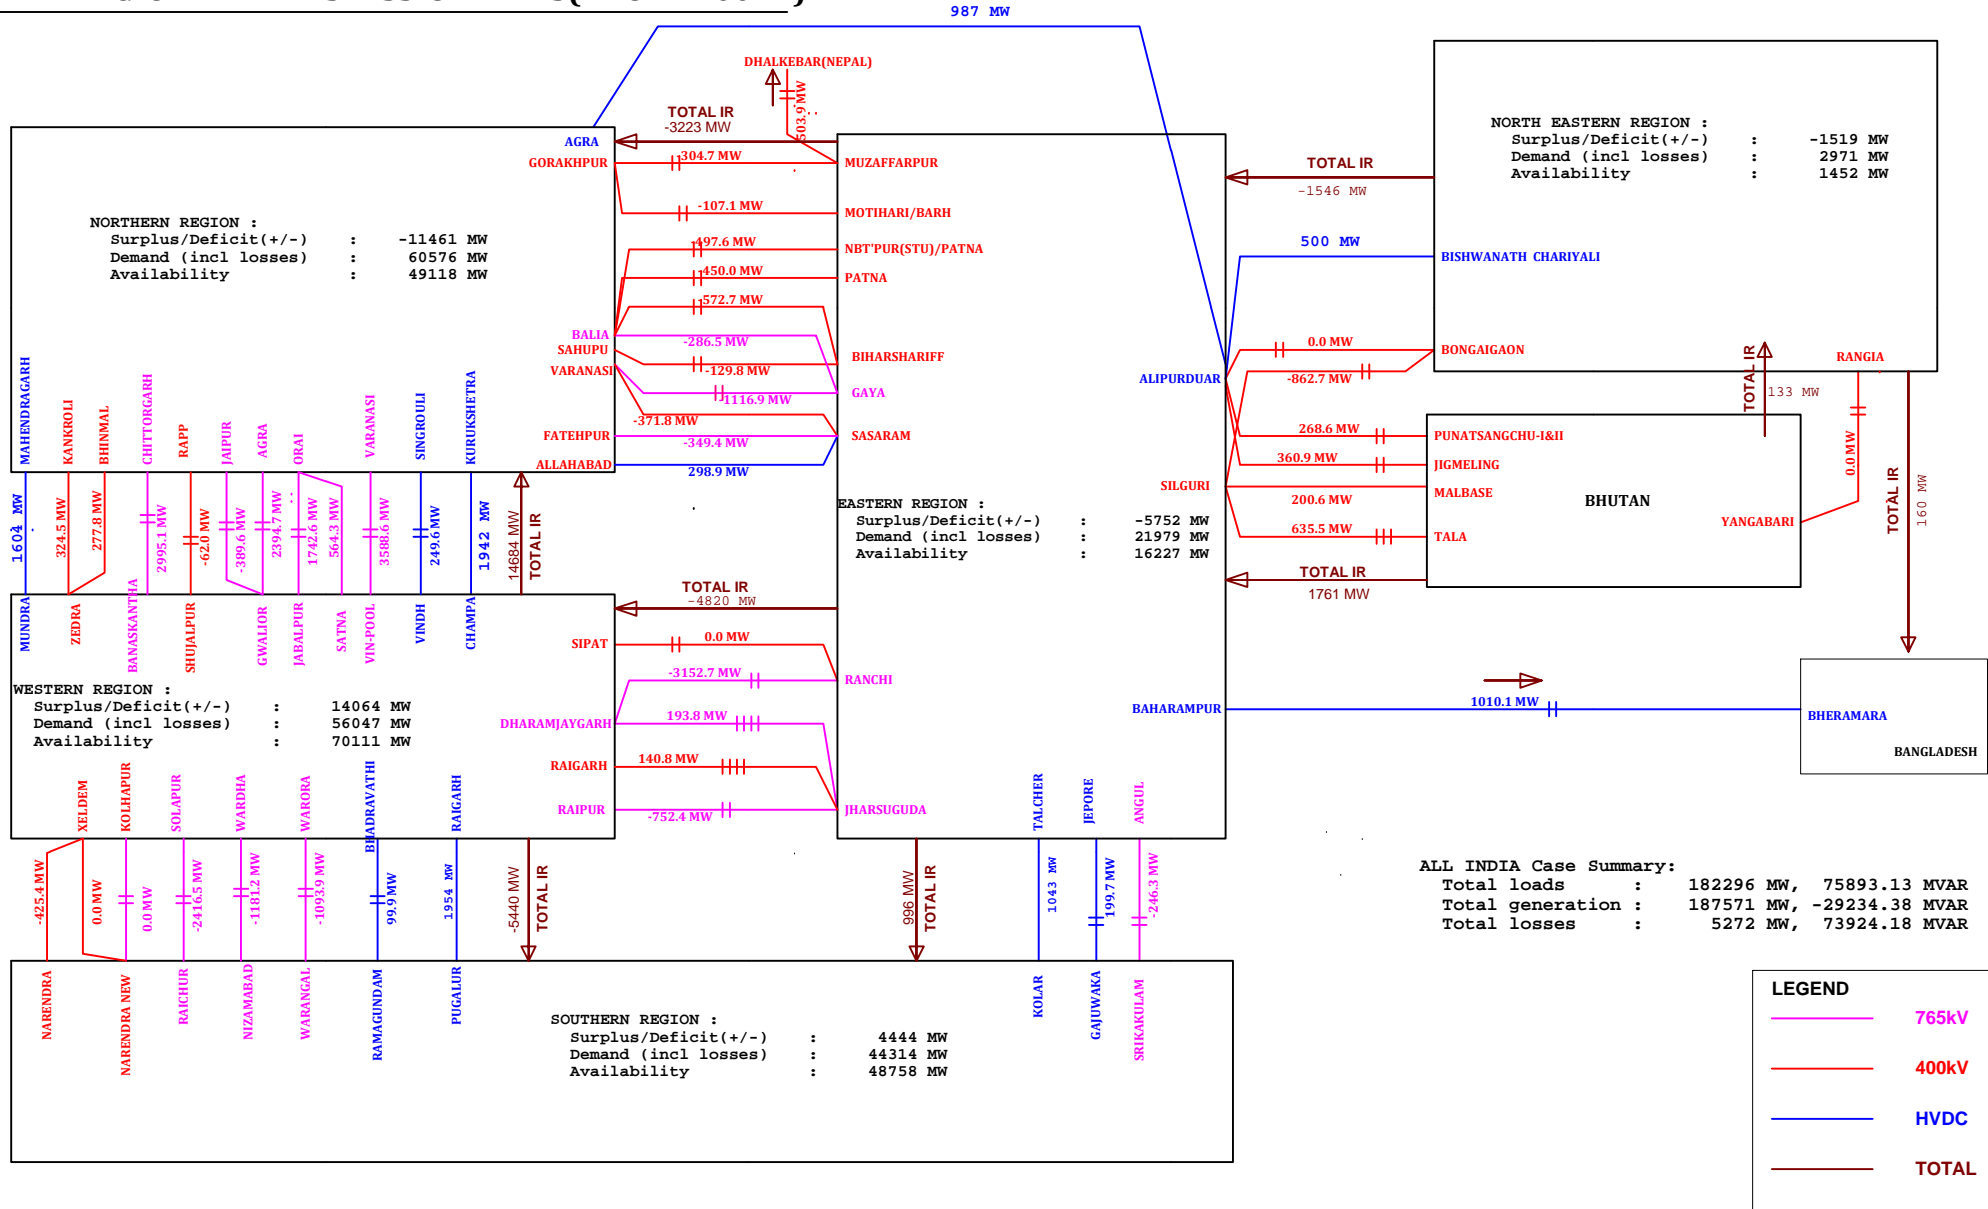 987 MW
DHALKEBAR(NEPAL)
503.9 MW
TOTAL IR
-3223 MW
AGRA
GORAKHPUR
-304.7 MW
MUZAFFARPUR
-107.1 MW
MOTIHARI/BARH
-497.6 MW
NBT'PUR(STU)/PATNA
-450.0 MW
PATNA
-572.7 MW
BALIA
-286.5 MW
SAHUPU
-129.8 MW
BIHARSHARIFF
VARANASI
-1116.9 MW
GAYA
-371.8 MW
FATEHPUR
-349.4 MW
SASARAM
ALLAHABAD
298.9 MW
NORTHERN REGION :
Surplus/Deficit(+/-) : -11461 MW
Demand (incl losses) : 60576 MW
Availability : 49118 MW
MAHENDRAGARH
KANKROLI
BHINMAL
CHITTORGARH
RAPP
JAIPUR
AGRA
ORAI
VARANASI
SINGROULI
KURUKSHETRA
1604 MW
324.5 MW
277.8 MW
2995.1 MW
-62.0 MW
-389.6 MW
2394.7 MW
1742.6 MW
564.3 MW
3588.6 MW
249.6 MW
1942 MW
14684 MW
TOTAL IR
MUNDRA
ZEDRA
BANASKANTHA
SHUJALPUR
GWALIOR
JABALPUR
SATNA
VIN-POOL
VINDH
CHAMPA
NORTH EASTERN REGION :
Surplus/Deficit(+/-) : -1519 MW
Demand (incl losses) : 2971 MW
Availability : 1452 MW
TOTAL IR
-1546 MW
500 MW
BISHWANATH CHARIYALI
0.0 MW
BONGAIGAON
-862.7 MW
RANGIA
ALIPURDUAR
TOTAL IR
133 MW
0.0 MW
TOTAL IR
160 MW
268.6 MW
PUNATSANGCHU-I&II
360.9 MW
JIGMELING
SILGURI
200.6 MW
MALBASE
BHUTAN
635.5 MW
TALA
YANGABARI
TOTAL IR
1761 MW
EASTERN REGION :
Surplus/Deficit(+/-) : -5752 MW
Demand (incl losses) : 21979 MW
Availability : 16227 MW
TOTAL IR
-4820 MW
SIPAT
0.0 MW
-3152.7 MW
RANCHI
DHARAMJAYGARH
193.8 MW
RAIGARH
140.8 MW
RAIPUR
-752.4 MW
JHARSUGUDA
BAHARAMPUR
1010.1 MW
BHERAMARA
BANGLADESH
WESTERN REGION :
Surplus/Deficit(+/-) : 14064 MW
Demand (incl losses) : 56047 MW
Availability : 70111 MW
XELDEM
KOLHAPUR
SOLAPUR
WARDHA
WARORA
BHADRAVATHI
RAIGARH
TALCHER
JEPORE
ANGUL
-425.4 MW
0.0 MW
0.0 MW
-2416.5 MW
-1181.2 MW
-1093.9 MW
99.9 MW
1954 MW
-5440 MW
TOTAL IR
996 MW
TOTAL IR
1043 MW
199.7 MW
-246.3 MW
NARENDRA
NARENDRA NEW
RAICHUR
NIZAMABAD
WARANGAL
RAMAGUNDAM
PUGALUR
KOLAR
GAJUWAKA
SRIKAKULAM
SOUTHERN REGION :
Surplus/Deficit(+/-) : 4444 MW
Demand (incl losses) : 44314 MW
Availability : 48758 MW
ALL INDIA Case Summary:
Total loads : 182296 MW, 75893.13 MVAR
Total generation : 187571 MW, -29234.38 MVAR
Total losses : 5272 MW, 73924.18 MVAR
LEGEND
765kV
400kV
HVDC
TOTAL